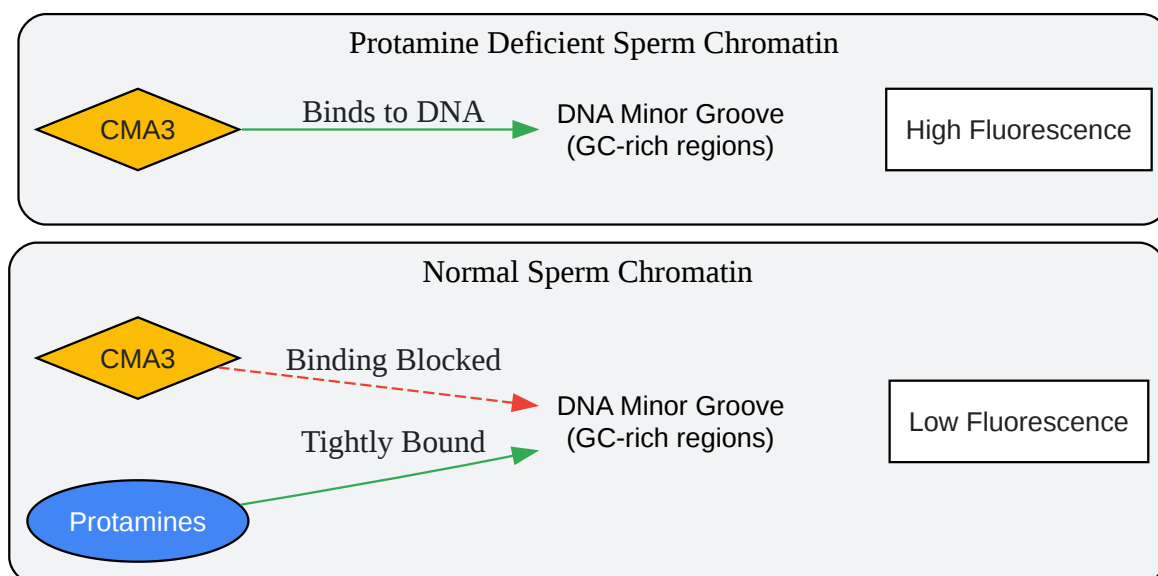 Protamine Deficient Sperm Chromatin
CMA3
Binds to DNA
DNA Minor Groove
(GC-rich regions)
High Fluorescence
Normal Sperm Chromatin
CMA3
Binding Blocked
Tightly Bound
Protamines
DNA Minor Groove
(GC-rich regions)
Low Fluorescence